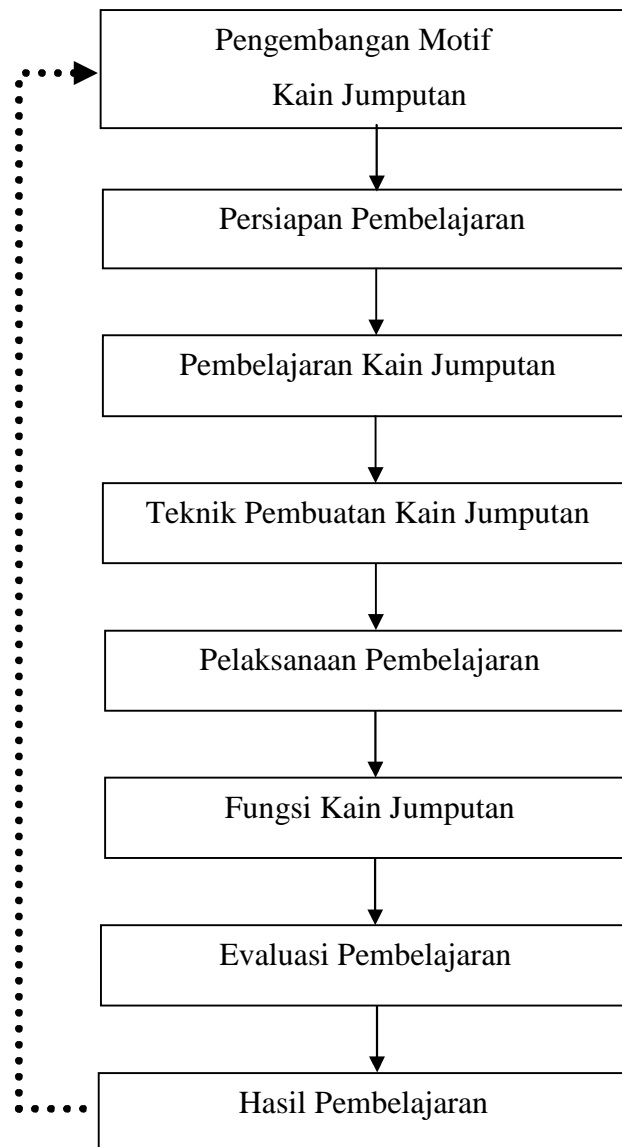 Pengembangan Motif
Kain Jumputan
Persiapan Pembelajaran
Pembelajaran Kain Jumputan
Teknik Pembuatan Kain Jumputan
Pelaksanaan Pembelajaran
Fungsi Kain Jumputan
Evaluasi Pembelajaran
Hasil Pembelajaran